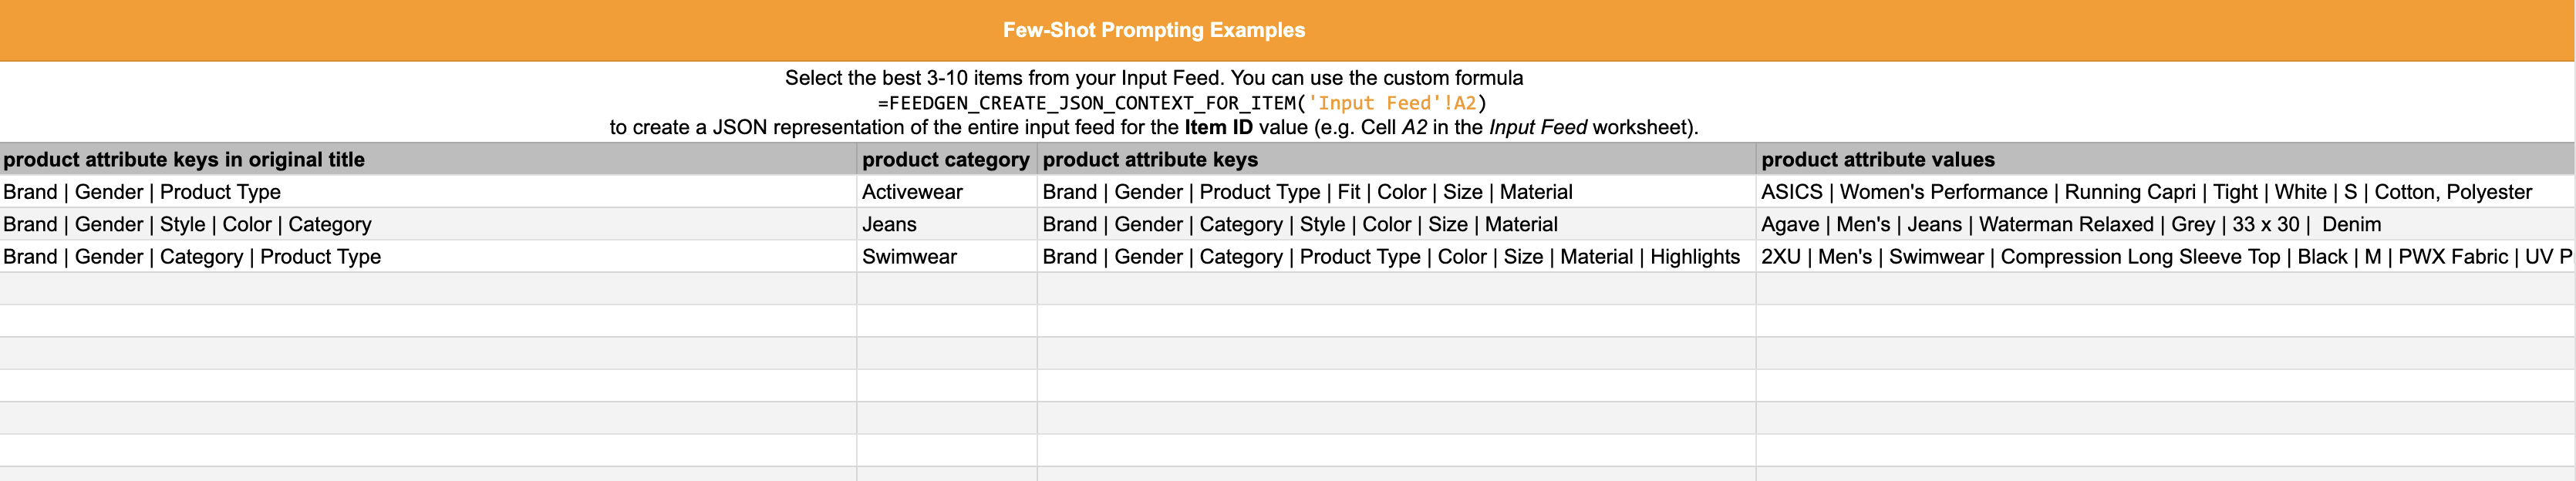 Few-Shot Prompting Examples
Select the best 3-10 items from your Input Feed. You can use the custom formula
=FEEDGEN_CREATE_JSON_CONTEXT_FOR_ITEM('Input Feed'!A2)
to create a JSON representation of the entire input feed for the Item ID value (e.g. Cell A2 in the Input Feed worksheet).
product attribute keys in original title product category product attribute keys product attribute values
Brand | Gender | Product Type Activewear Brand | Gender | Product Type | Fit | Color | Size | Material ASICS | Women's Performance | Running Capri | Tight | White | S | Cotton, Polyester
Brand | Gender | Style | Color | Category Jeans Brand | Gender | Category | Style | Color | Size | Material Agave | Men's | Jeans | Waterman Relaxed | Grey | 33 x 30 | Denim
Brand | Gender | Category | Product Type Swimwear Brand | Gender | Category | Product Type | Color | Size | Material | Highlights 2XU | Men's | Swimwear | Compression Long Sleeve Top | Black | M | PWX Fabric | UV